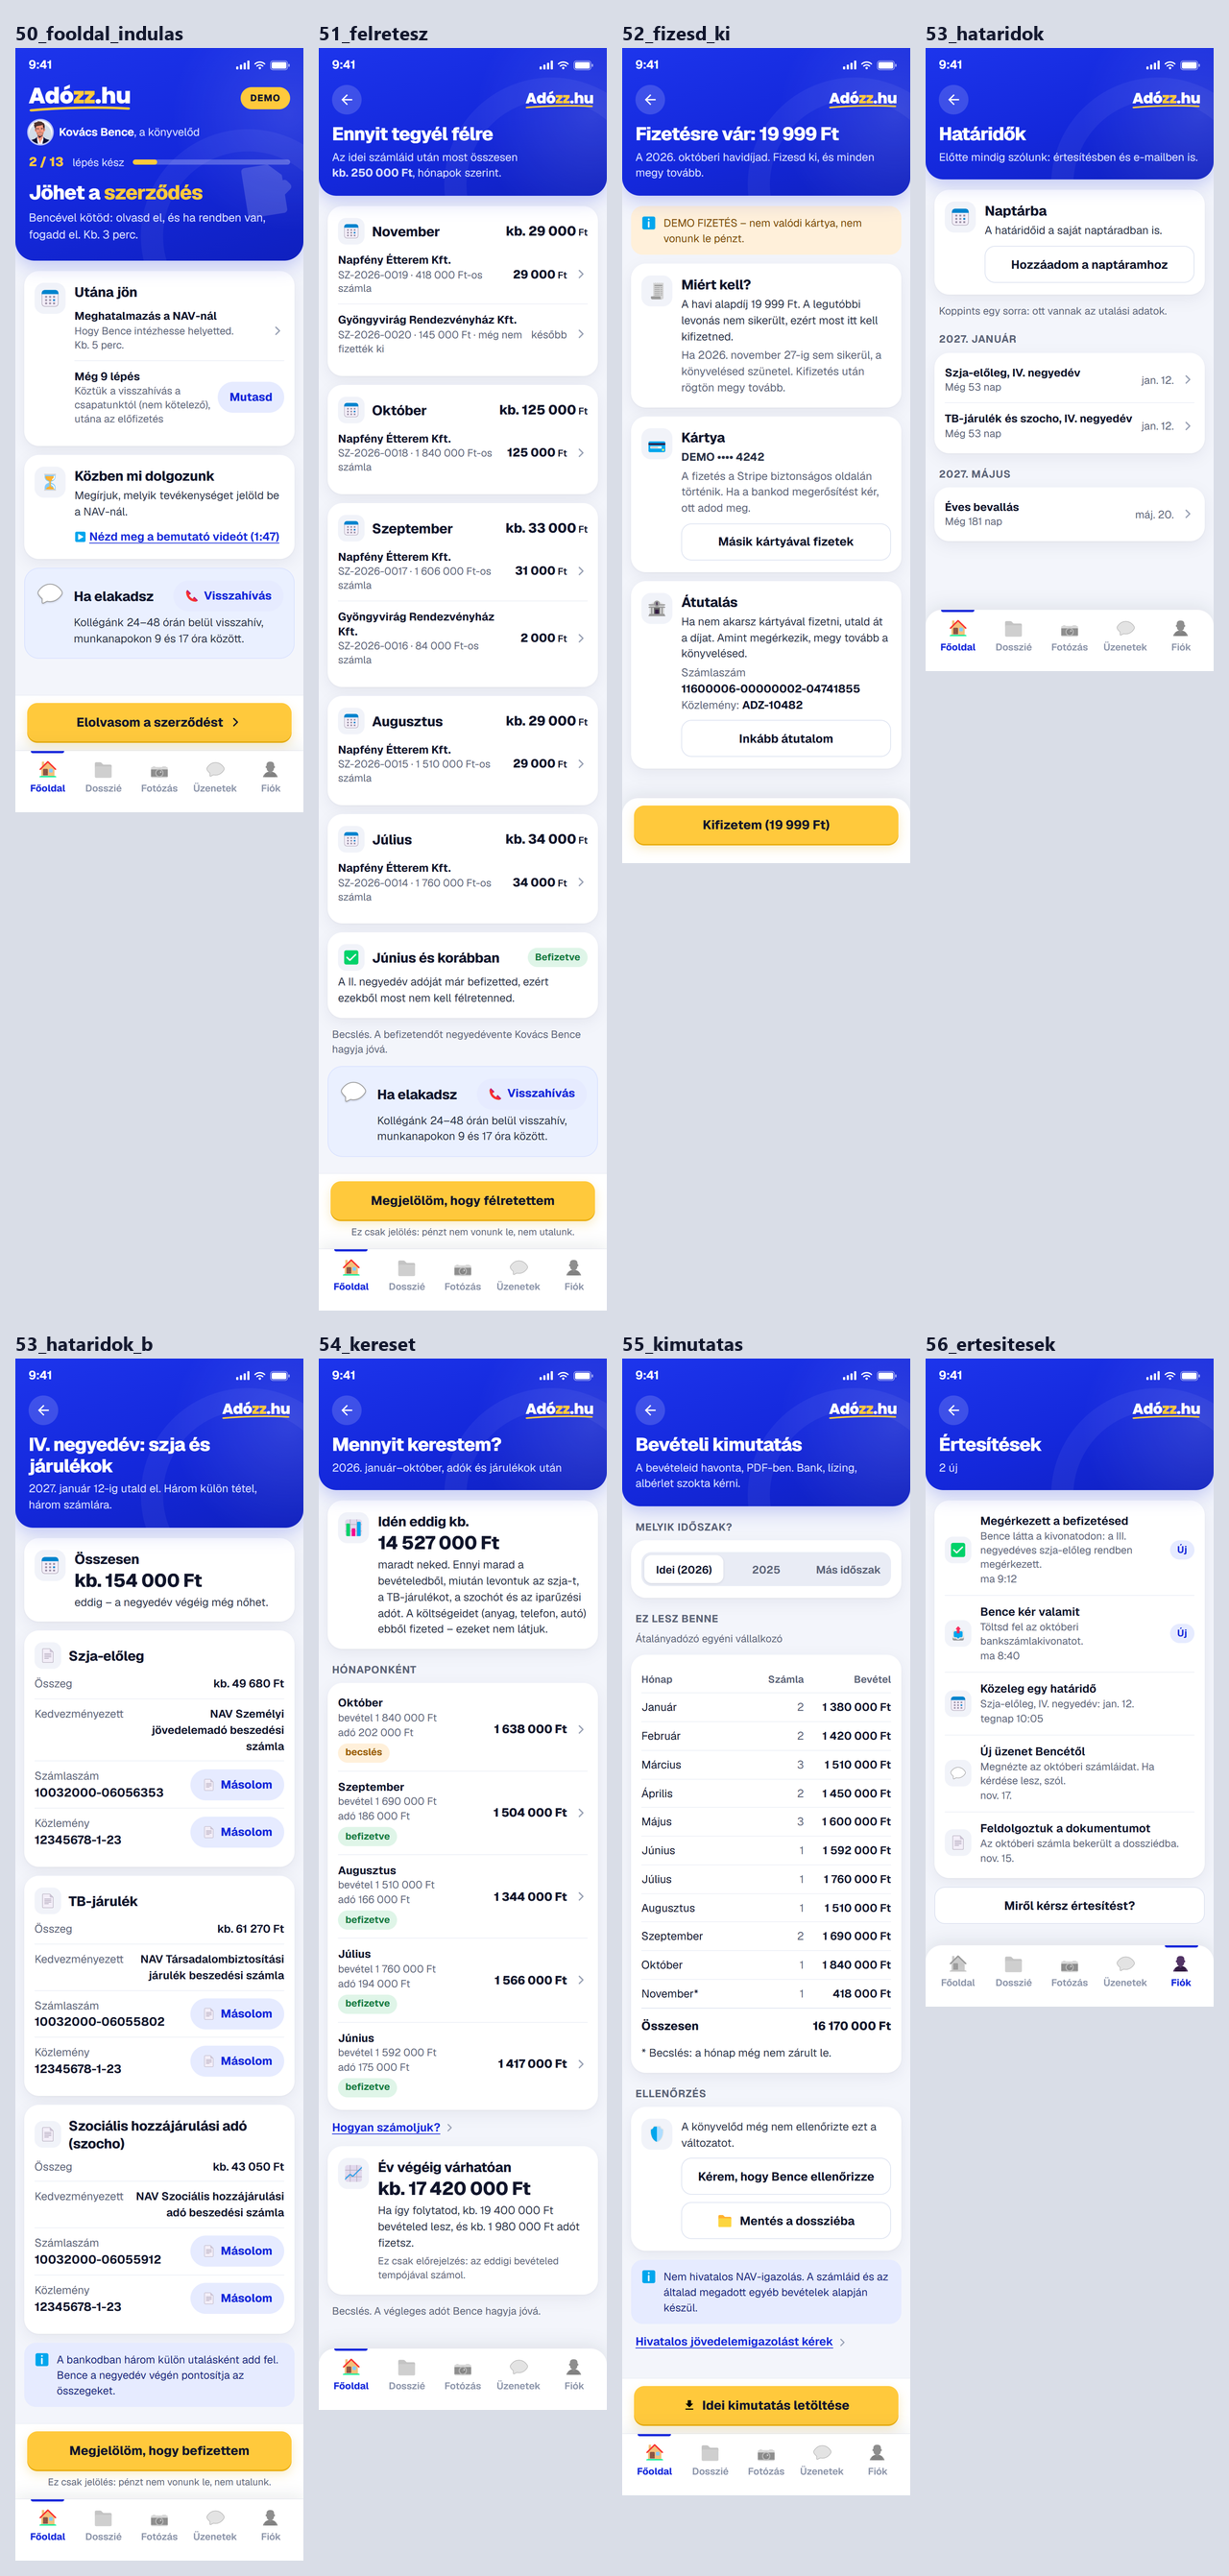 50_fooldal_indulas
9:41
Adózz.hu
DEMO
Kovács Bence, a könyvelőd
2 / 13 lépés kész
Jöhet a szerződés
Bencével kötöd: olvasd el, és ha rendben van,
fogadd el. Kb. 3 perc.
Utána jön
Meghatalmazás a NAV-nál
Hogy Bence intézhesse helyetted.
Kb. 5 perc.
Még 9 lépés
Köztük a visszahívás a
csapatunktól (nem kötelező),
utána az előfizetés
Mutasd
Közben mi dolgozunk
Megírjuk, melyik tevékenységet jelöld be
a NAV-nál.
Nézd meg a bemutató videót (1:47)
Ha elakadsz
Visszahívás
Kollégánk 24–48 órán belül visszahív,
munkanapokon 9 és 17 óra között.
Elolvasom a szerződést
Főoldal Dosszié Fotózás Üzenetek Fiók
51_felretesz
9:41
Adózz.hu
Ennyit tegyél félre
Az idei számláid után most összesen
kb. 250 000 Ft, hónapok szerint.
November kb. 29 000 Ft
Napfény Étterem Kft.
SZ-2026-0019 · 418 000 Ft-os
számla
29 000 Ft
Gyöngyvirág Rendezvényház Kft.
SZ-2026-0020 · 145 000 Ft · még nem
fizették ki
később
Október kb. 125 000 Ft
Napfény Étterem Kft.
SZ-2026-0018 · 1 840 000 Ft-os
számla
125 000 Ft
Szeptember kb. 33 000 Ft
Napfény Étterem Kft.
SZ-2026-0017 · 1 606 000 Ft-os
számla
31 000 Ft
Gyöngyvirág Rendezvényház
Kft.
SZ-2026-0016 · 84 000 Ft-os
számla
2 000 Ft
Augusztus kb. 29 000 Ft
Napfény Étterem Kft.
SZ-2026-0015 · 1 510 000 Ft-os
számla
29 000 Ft
Július kb. 34 000 Ft
Napfény Étterem Kft.
SZ-2026-0014 · 1 760 000 Ft-os
számla
34 000 Ft
Június és korábban
Befizetve
A II. negyedév adóját már befizetted, ezért
ezekből most nem kell félretenned.
Becslés. A befizetendőt negyedévente Kovács Bence
hagyja jóvá.
Ha elakadsz
Visszahívás
Kollégánk 24–48 órán belül visszahív,
munkanapokon 9 és 17 óra között.
Megjelölöm, hogy félretettem
Ez csak jelölés: pénzt nem vonunk le, nem utalunk.
Főoldal Dosszié Fotózás Üzenetek Fiók
52_fizesd_ki
9:41
Adózz.hu
Fizetésre vár: 19 999 Ft
A 2026. októberi havidíjad. Fizesd ki, és minden
megy tovább.
DEMO FIZETÉS – nem valódi kártya, nem
vonunk le pénzt.
Miért kell?
A havi alapdíj 19 999 Ft. A legutóbbi
levonás nem sikerült, ezért most itt kell
kifizetned.
Ha 2026. november 27-ig sem sikerül, a
könyvelésed szünetel. Kifizetés után
rögtön megy tovább.
Kártya
DEMO •••• 4242
A fizetés a Stripe biztonságos oldalán
történik. Ha a bankod megerősítést kér,
ott adod meg.
Másik kártyával fizetek
Átutalás
Ha nem akarsz kártyával fizetni, utald át
a díjat. Amint megérkezik, megy tovább a
könyvelésed.
Számlaszám
11600006-00000002-04741855
Közlemény: ADZ-10482
Inkább átutalom
Kifizetem (19 999 Ft)
53_hataridok
9:41
Adózz.hu
Határidők
Előtte mindig szólunk: értesítésben és e-mailben is.
Naptárba
A határidőid a saját naptáradban is.
Hozzáadom a naptáramhoz
Koppints egy sorra: ott vannak az utalási adatok.
2027. JANUÁR
Szja-előleg, IV. negyedév
Még 53 nap
jan. 12.
TB-járulék és szocho, IV. negyedév
Még 53 nap
jan. 12.
2027. MÁJUS
Éves bevallás
Még 181 nap
máj. 20.
Főoldal Dosszié Fotózás Üzenetek Fiók
53_hataridok_b
9:41
Adózz.hu
IV. negyedév: szja és
járulékok
2027. január 12-ig utald el. Három külön tétel,
három számlára.
Összesen
kb. 154 000 Ft
eddig – a negyedév végéig még nőhet.
Szja-előleg
Összeg kb. 49 680 Ft
Kedvezményezett NAV Személyi
jövedelemadó beszedési
számla
Számlaszám
10032000-06056353
Másolom
Közlemény
12345678-1-23
Másolom
TB-járulék
Összeg kb. 61 270 Ft
Kedvezményezett NAV Társadalombiztosítási
járulék beszedési számla
Számlaszám
10032000-06055802
Másolom
Közlemény
12345678-1-23
Másolom
Szociális hozzájárulási adó
(szocho)
Összeg kb. 43 050 Ft
Kedvezményezett NAV Szociális hozzájárulási
adó beszedési számla
Számlaszám
10032000-06055912
Másolom
Közlemény
12345678-1-23
Másolom
A bankodban három külön utalásként add fel.
Bence a negyedév végén pontosítja az
összegeket.
Megjelölöm, hogy befizettem
Ez csak jelölés: pénzt nem vonunk le, nem utalunk.
Főoldal Dosszié Fotózás Üzenetek Fiók
54_kereset
9:41
Adózz.hu
Mennyit kerestem?
2026. január–október, adók és járulékok után
Idén eddig kb.
14 527 000 Ft
maradt neked. Ennyi marad a
bevételedből, miután levontuk az szja-t,
a TB-járulékot, a szochót és az iparűzési
adót. A költségeidet (anyag, telefon, autó)
ebből fizeted – ezeket nem látjuk.
HÓNAPONKÉNT
Október
bevétel 1 840 000 Ft
adó 202 000 Ft
becslés
1 638 000 Ft
Szeptember
bevétel 1 690 000 Ft
adó 186 000 Ft
befizetve
1 504 000 Ft
Augusztus
bevétel 1 510 000 Ft
adó 166 000 Ft
befizetve
1 344 000 Ft
Július
bevétel 1 760 000 Ft
adó 194 000 Ft
befizetve
1 566 000 Ft
Június
bevétel 1 592 000 Ft
adó 175 000 Ft
befizetve
1 417 000 Ft
Hogyan számoljuk?
Év végéig várhatóan
kb. 17 420 000 Ft
Ha így folytatod, kb. 19 400 000 Ft
bevételed lesz, és kb. 1 980 000 Ft adót
fizetsz.
Ez csak előrejelzés: az eddigi bevételed
tempójával számol.
Becslés. A végleges adót Bence hagyja jóvá.
Főoldal Dosszié Fotózás Üzenetek Fiók
55_kimutatas
9:41
Adózz.hu
Bevételi kimutatás
A bevételeid havonta, PDF-ben. Bank, lízing,
albérlet szokta kérni.
MELYIK IDŐSZAK?
Idei (2026) 2025 Más időszak
EZ LESZ BENNE
Átalányadózó egyéni vállalkozó
Hónap Számla Bevétel
Január 2 1 380 000 Ft
Február 2 1 420 000 Ft
Március 3 1 510 000 Ft
Április 2 1 450 000 Ft
Május 3 1 600 000 Ft
Június 1 1 592 000 Ft
Július 1 1 760 000 Ft
Augusztus 1 1 510 000 Ft
Szeptember 2 1 690 000 Ft
Október 1 1 840 000 Ft
November* 1 418 000 Ft
Összesen 16 170 000 Ft
* Becslés: a hónap még nem zárult le.
ELLENŐRZÉS
A könyvelőd még nem ellenőrizte ezt a
változatot.
Kérem, hogy Bence ellenőrizze
Mentés a dossziéba
Nem hivatalos NAV-igazolás. A számláid és az
általad megadott egyéb bevételek alapján
készül.
Hivatalos jövedelemigazolást kérek
Idei kimutatás letöltése
Főoldal Dosszié Fotózás Üzenetek Fiók
56_ertesitesek
9:41
Adózz.hu
Értesítések
2 új
Megérkezett a befizetésed
Bence látta a kivonatodon: a III.
negyedéves szja-előleg rendben
megérkezett.
ma 9:12
Új
Bence kér valamit
Töltsd fel az októberi
bankszámlakivonatot.
ma 8:40
Új
Közeleg egy határidő
Szja-előleg, IV. negyedév: jan. 12.
tegnap 10:05
Új üzenet Bencétől
Megnézte az októberi számláidat. Ha
kérdése lesz, szól.
nov. 17.
Feldolgoztuk a dokumentumot
Az októberi számla bekerült a dossziédba.
nov. 15.
Miről kérsz értesítést?
Főoldal Dosszié Fotózás Üzenetek Fiók